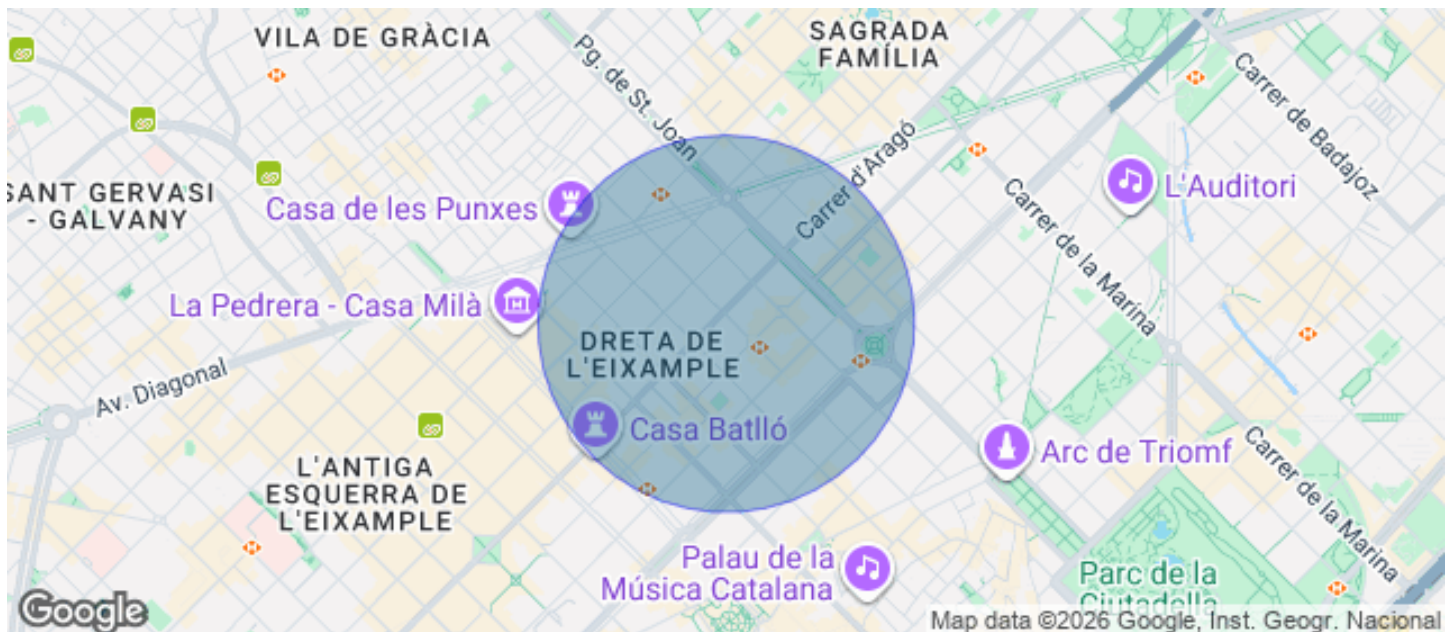 VILA DE GRÀCIA
SAGRADA
FAMÍLIA
Pg. de St. Joan
Carrer de Badajoz
Carrer d'Aragó
SANT GERVASI
- GALVANY
Casa de les Punxes
L'Auditori
Carrer de la Marina
La Pedrera - Casa Milà
DRETA DE
L'EIXAMPLE
Av. Diagonal
Casa Batlló
Arc de Triomf
L'ANTIGA
ESQUERRA DE
L'EIXAMPLE
Carrer de la Marina
Palau de la
Música Catalana
Parc de la
Ciutadella
Google
Map data ©2026 Google, Inst. Geogr. Nacional